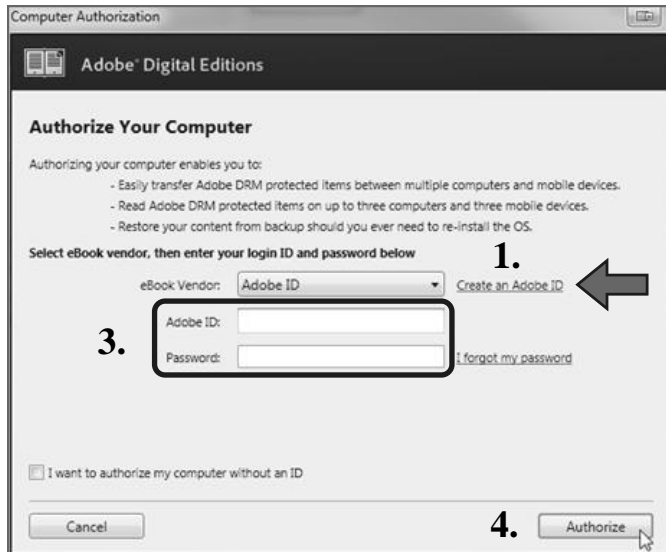 Computer Authorization
Adobe® Digital Editions
Authorize Your Computer
Authorizing your computer enables you to:
- Easily transfer Adobe DRM protected items between multiple computers and mobile devices.
- Read Adobe DRM protected items on up to three computers and three mobile devices.
- Restore your content from backup should you ever need to re-install the OS.
Select eBook vendor, then enter your login ID and password below
1.
eBook Vendor: Adobe ID Create an Adobe ID
3.
Adobe ID:
Password: I forgot my password
I want to authorize my computer without an ID
Cancel 4. Authorize